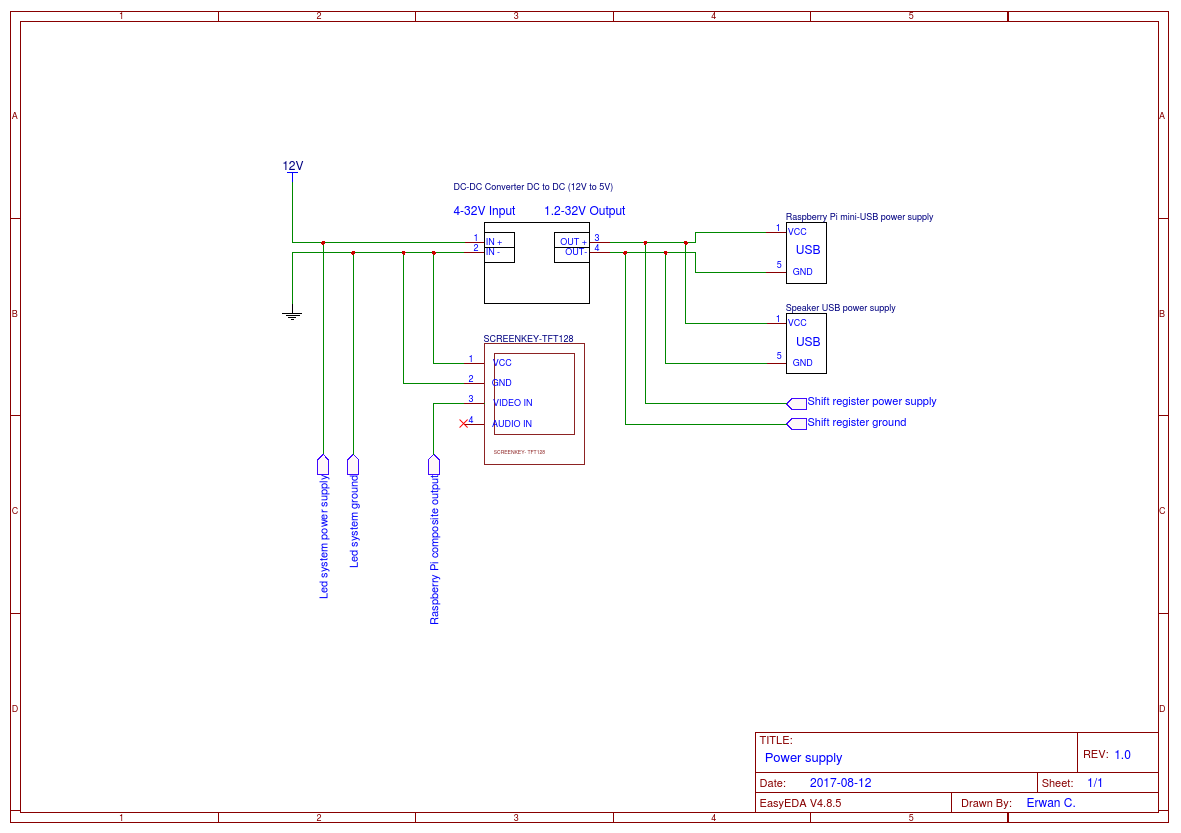 1 2 3 4 5
A A
12V
DC-DC Converter DC to DC (12V to 5V)
4-32V Input 1.2-32V Output
1 IN + OUT + 3
2 IN - OUT- 4
Raspberry Pi mini-USB power supply
1 VCC
USB
5 GND
Speaker USB power supply
B B
1 VCC
USB
5 GND
SCREENKEY-TFT128
1 VCC
2 GND
3 VIDEO IN
4 AUDIO IN
SCREENKEY- TFT128
Shift register power supply
Shift register ground
Led system power supply
Led system ground
Raspberry Pi composite output
C C
D D
TITLE:
Power supply
REV: 1.0
Date: 2017-08-12
Sheet: 1/1
EasyEDA V4.8.5
Drawn By: Erwan C.
1 2 3 4 5